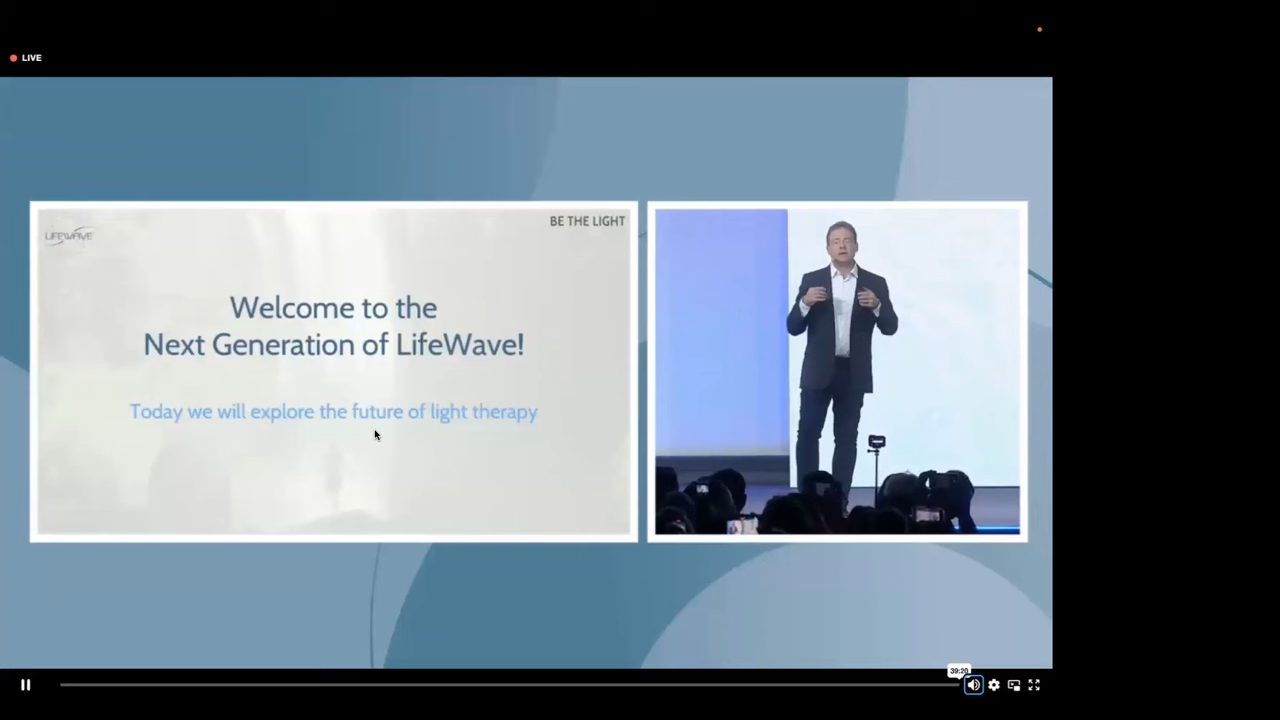 LIVE
LIFEWAVE
BE THE LIGHT
Welcome to the
Next Generation of LifeWave!
Today we will explore the future of light therapy
39:20